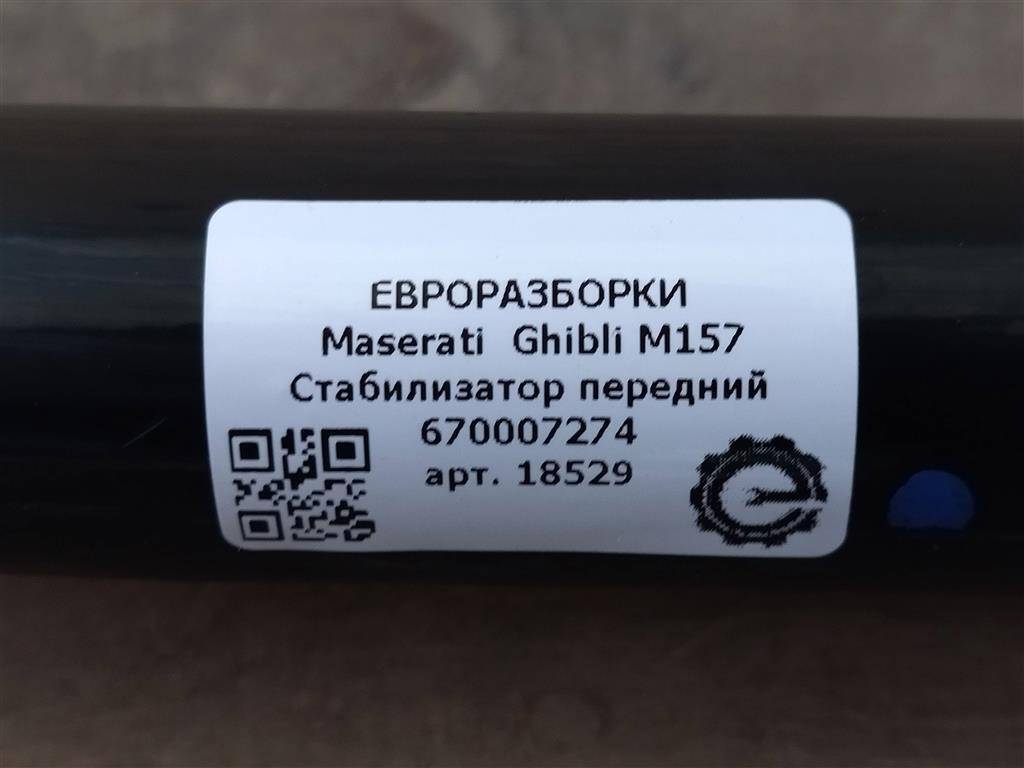 ЕВРОРАЗБОРКИ
Maserati Ghibli M157
Стабилизатор передний
670007274
арт. 18529